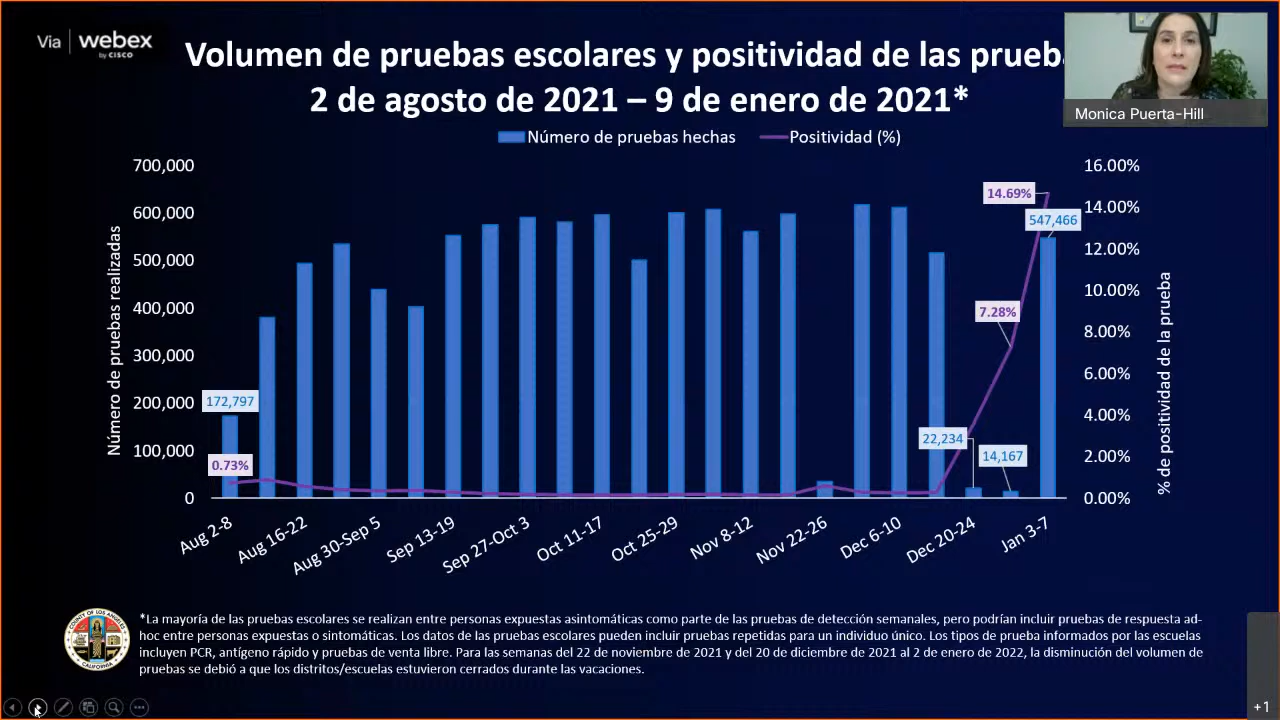 Via webex
by CISCO
Volumen de pruebas escolares y positividad de las prueb
2 de agosto de 2021 – 9 de enero de 2021*
Monica Puerta-Hill
Número de pruebas hechas
Positividad (%)
Número de pruebas realizadas
700,000
600,000
500,000
400,000
300,000
200,000
100,000
0
16.00%
14.00%
12.00%
10.00%
8.00%
6.00%
4.00%
2.00%
0.00%
% de positividad de la prueba
172,797
0.73%
22,234
14,167
7.28%
14.69%
547,466
Aug 2-8
Aug 16-22
Aug 30-Sep 5
Sep 13-19
Sep 27-Oct 3
Oct 11-17
Oct 25-29
Nov 8-12
Nov 22-26
Dec 6-10
Dec 20-24
Jan 3-7
COUNTY OF LOS ANGELES
CALIFORNIA
*La mayoría de las pruebas escolares se realizan entre personas expuestas asintomáticas como parte de las pruebas de detección semanales, pero podrían incluir pruebas de respuesta ad-
hoc entre personas expuestas o sintomáticas. Los datos de las pruebas escolares pueden incluir pruebas repetidas para un individuo único. Los tipos de prueba informados por las escuelas
incluyen PCR, antígeno rápido y pruebas de venta libre. Para las semanas del 22 de noviembre de 2021 y del 20 de diciembre de 2021 al 2 de enero de 2022, la disminución del volumen de
pruebas se debió a que los distritos/escuelas estuvieron cerrados durante las vacaciones.
+1